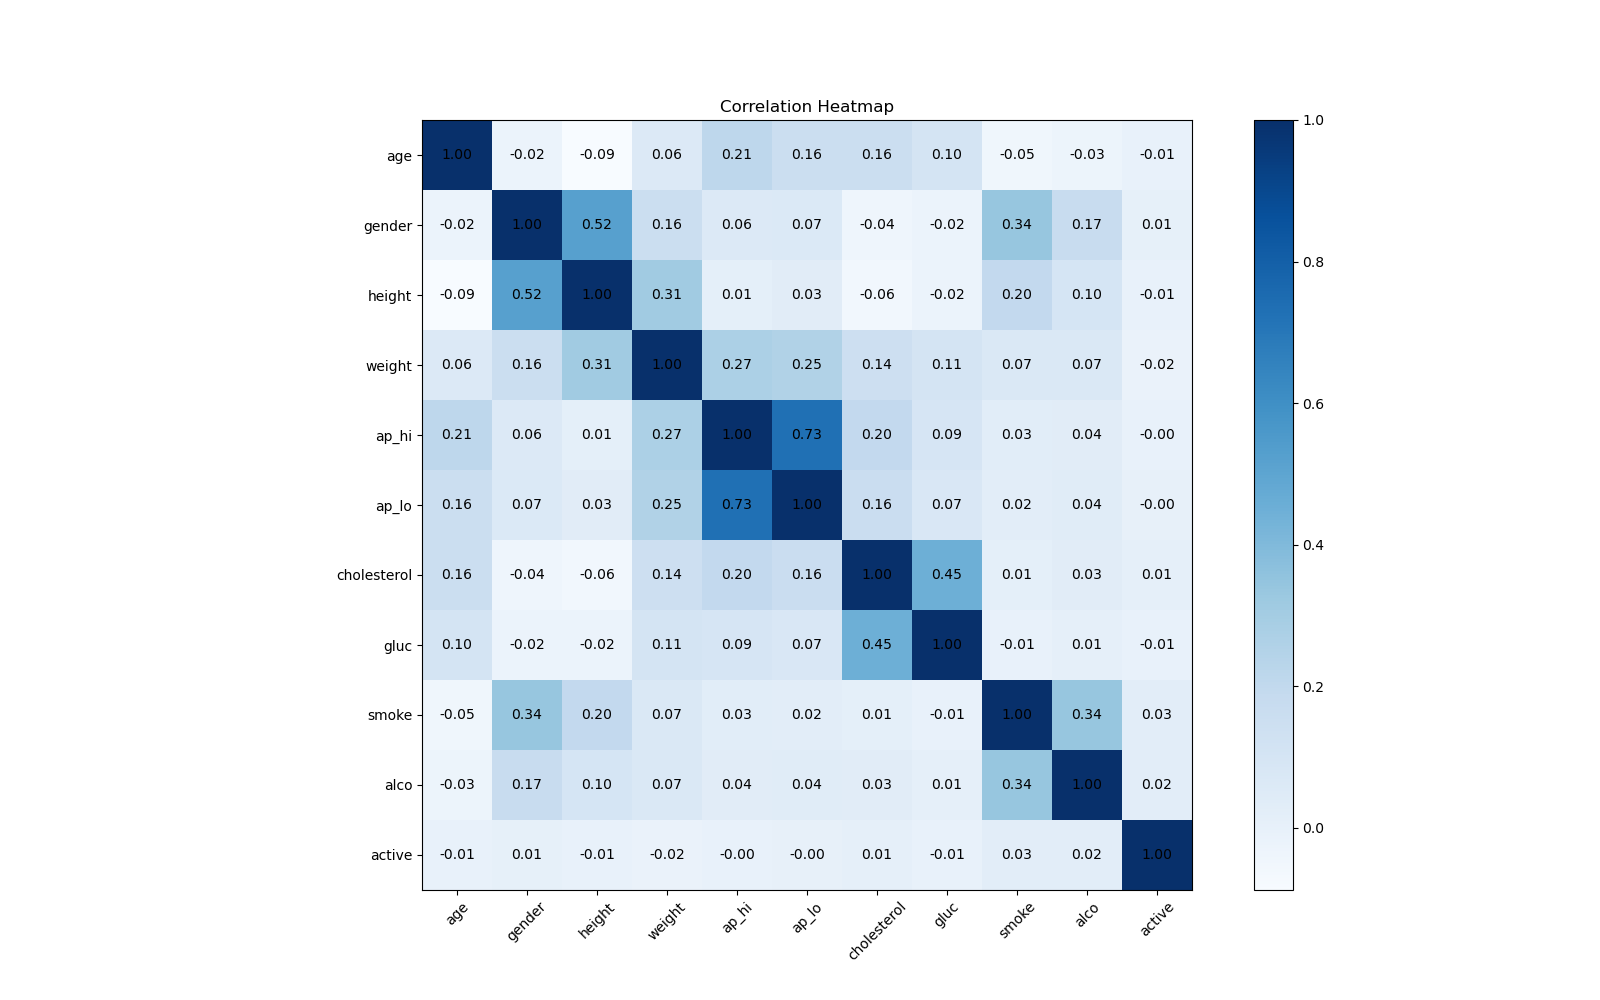 Correlation Heatmap
age 1.00 -0.02 -0.09 0.06 0.21 0.16 0.16 0.10 -0.05 -0.03 -0.01
gender -0.02 1.00 0.52 0.16 0.06 0.07 -0.04 -0.02 0.34 0.17 0.01
height -0.09 0.52 1.00 0.31 0.01 0.03 -0.06 -0.02 0.20 0.10 -0.01
weight 0.06 0.16 0.31 1.00 0.27 0.25 0.14 0.11 0.07 0.07 -0.02
ap_hi 0.21 0.06 0.01 0.27 1.00 0.73 0.20 0.09 0.03 0.04 -0.00
ap_lo 0.16 0.07 0.03 0.25 0.73 1.00 0.16 0.07 0.02 0.04 -0.00
cholesterol 0.16 -0.04 -0.06 0.14 0.20 0.16 1.00 0.45 0.01 0.03 0.01
gluc 0.10 -0.02 -0.02 0.11 0.09 0.07 0.45 1.00 -0.01 0.01 -0.01
smoke -0.05 0.34 0.20 0.07 0.03 0.02 0.01 -0.01 1.00 0.34 0.03
alco -0.03 0.17 0.10 0.07 0.04 0.04 0.03 0.01 0.34 1.00 0.02
active -0.01 0.01 -0.01 -0.02 -0.00 -0.00 0.01 -0.01 0.03 0.02 1.00
age gender height weight ap_hi ap_lo cholesterol gluc smoke alco active
1.0
0.8
0.6
0.4
0.2
0.0